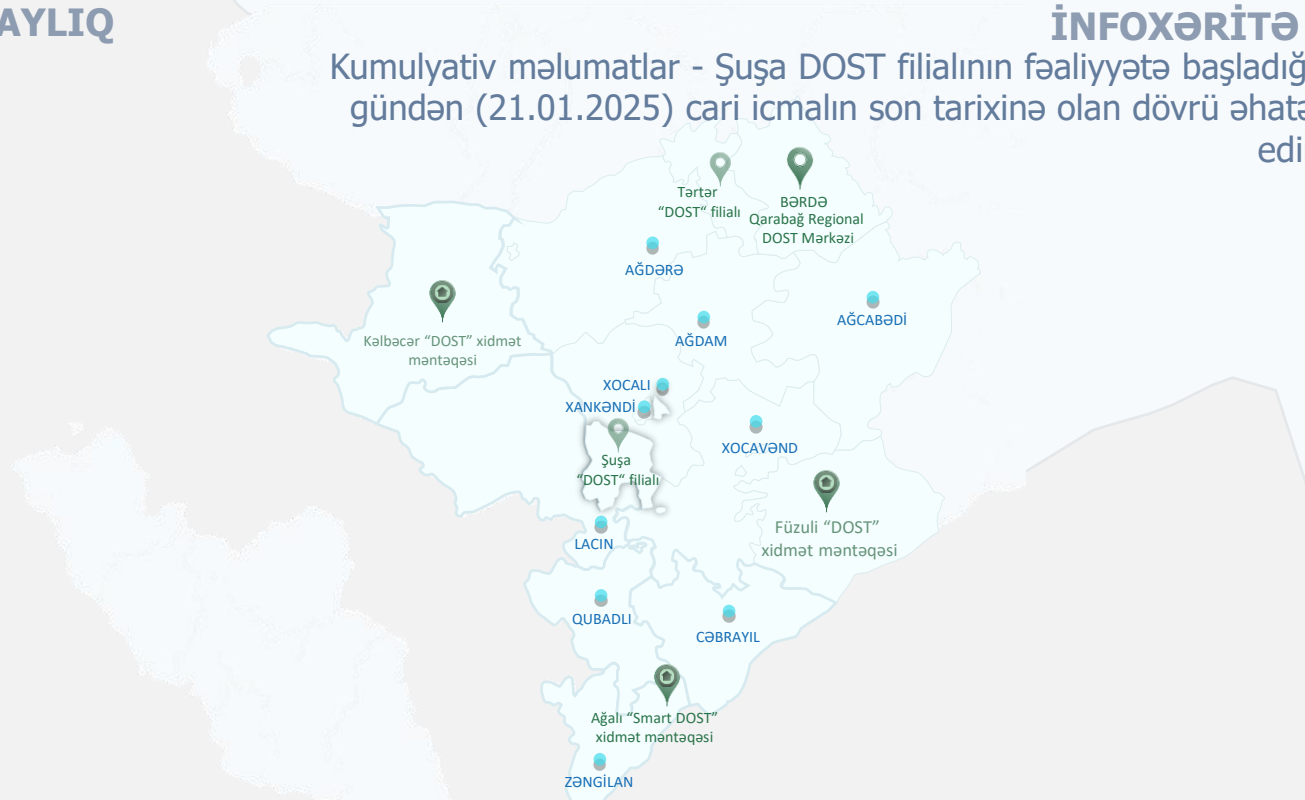 AYLIQ
İNFOXƏRİTƏ
Kumulyativ məlumatlar - Şuşa DOST filialının fəaliyyətə başladığ
gündən (21.01.2025) cari icmalın son tarixinə olan dövrü əhatə
edi
Tərtər
“DOST“ filialı
BƏRDƏ
Qarabağ Regional
DOST Mərkəzi
AĞDƏRƏ
AĞCABƏDİ
Kəlbəcər “DOST” xidmət
məntəqəsi
AĞDAM
XOCALI
XANKƏNDİ
XOCAVƏND
Şuşa
“DOST“ filialı
Füzuli “DOST”
xidmət məntəqəsi
LACIN
QUBADLI
CƏBRAYIL
Ağalı “Smart DOST”
xidmət məntəqəsi
ZƏNGİLAN